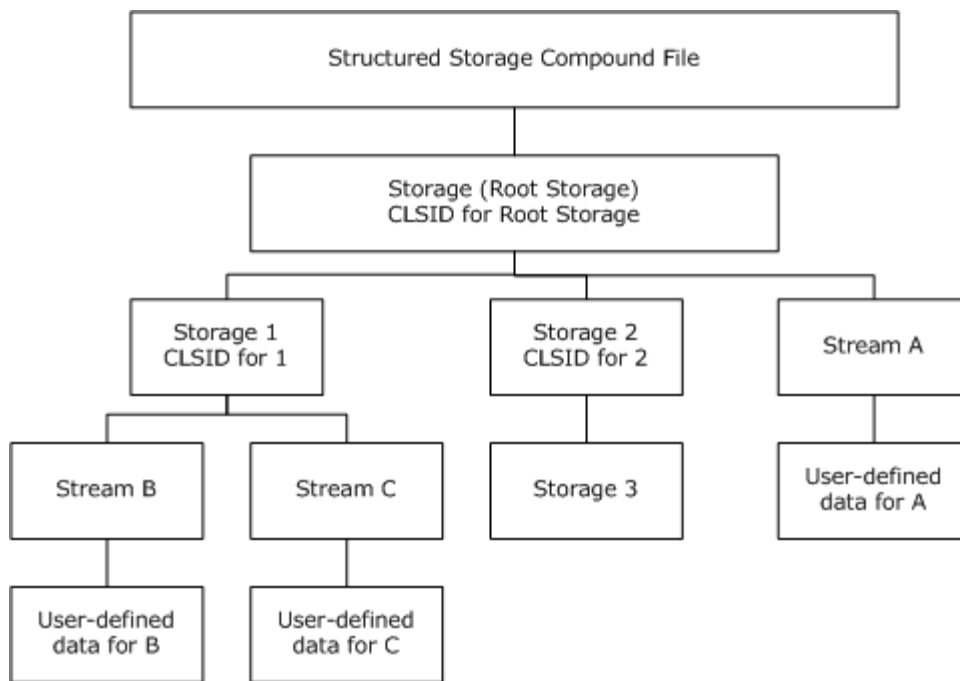 Structured Storage Compound File
Storage (Root Storage)
CLSID for Root Storage
Storage 1
CLSID for 1
Storage 2
CLSID for 2
Stream A
Stream B
Stream C
Storage 3
User-defined
data for A
User-defined
data for B
User-defined
data for C